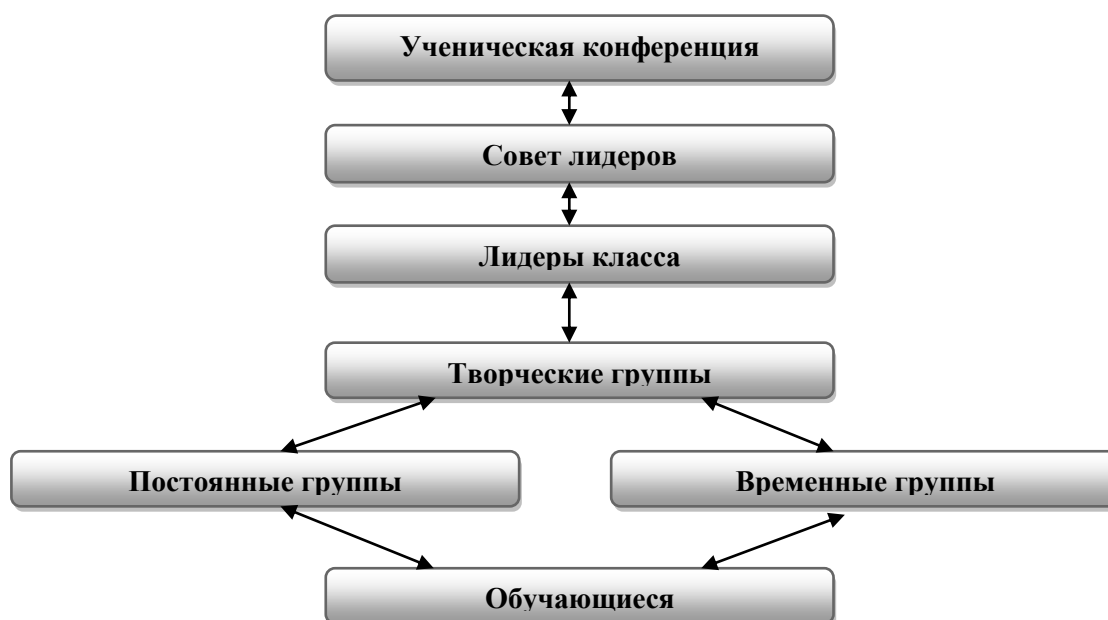 Ученическая конференция
Совет лидеров
Лидеры класса
Творческие группы
Постоянные группы
Временные группы
Обучающиеся